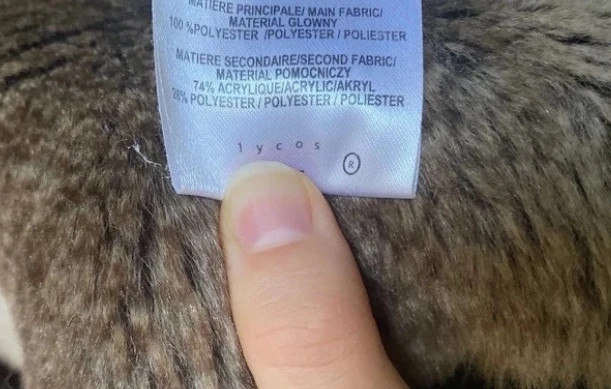 MATIERE PRINCIPALE/ MAIN FABRIC/
MATERIAL GLOWNY
100 %POLYESTER /POLYESTER / POLIESTER
MATIERE SECONDAIRE/SECOND FABRIC/
MATERIAL POMOCNICZY
74% ACRYLIQUE/ACRYLIC/AKRYL
26% POLYESTER / POLYESTER / POLIESTER
lycos
®